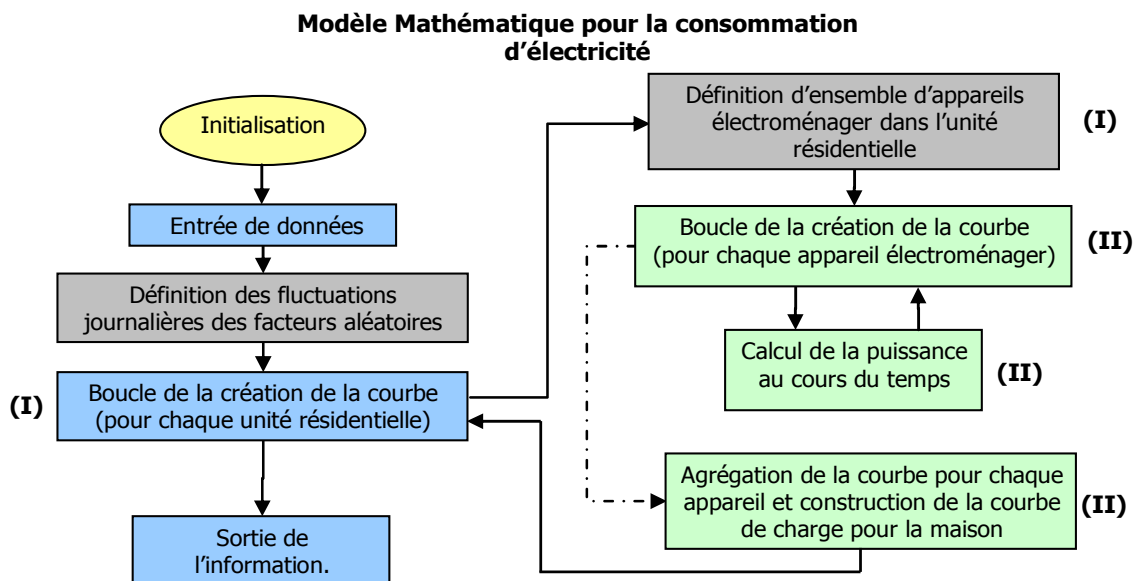 Modèle Mathématique pour la consommation
d'électricité
Initialisation
Entrée de données
Définition des fluctuations
journalières des facteurs aléatoires
(I)
Boucle de la création de la courbe
(pour chaque unité résidentielle)
Sortie de
l'information.
Définition d'ensemble d'appareils
électroménager dans l'unité
résidentielle
(I)
Boucle de la création de la courbe
(pour chaque appareil électroménager)
(II)
Calcul de la puissance
au cours du temps
(II)
Agrégation de la courbe pour chaque
appareil et construction de la courbe
de charge pour la maison
(II)